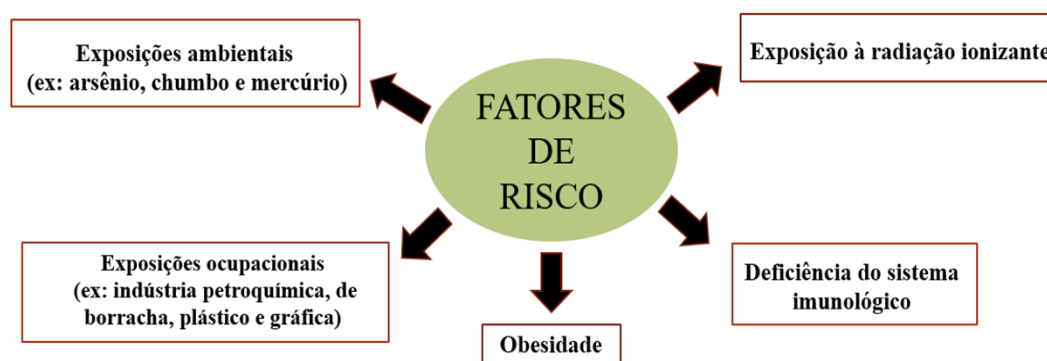 Exposições ambientais
(ex: arsênio, chumbo e mercúrio)
Exposição à radiação ionizante
FATORES
DE
RISCO
Exposições ocupacionais
(ex: indústria petroquímica, de
borracha, plástico e gráfica)
Deficiência do sistema
imunológico
Obesidade